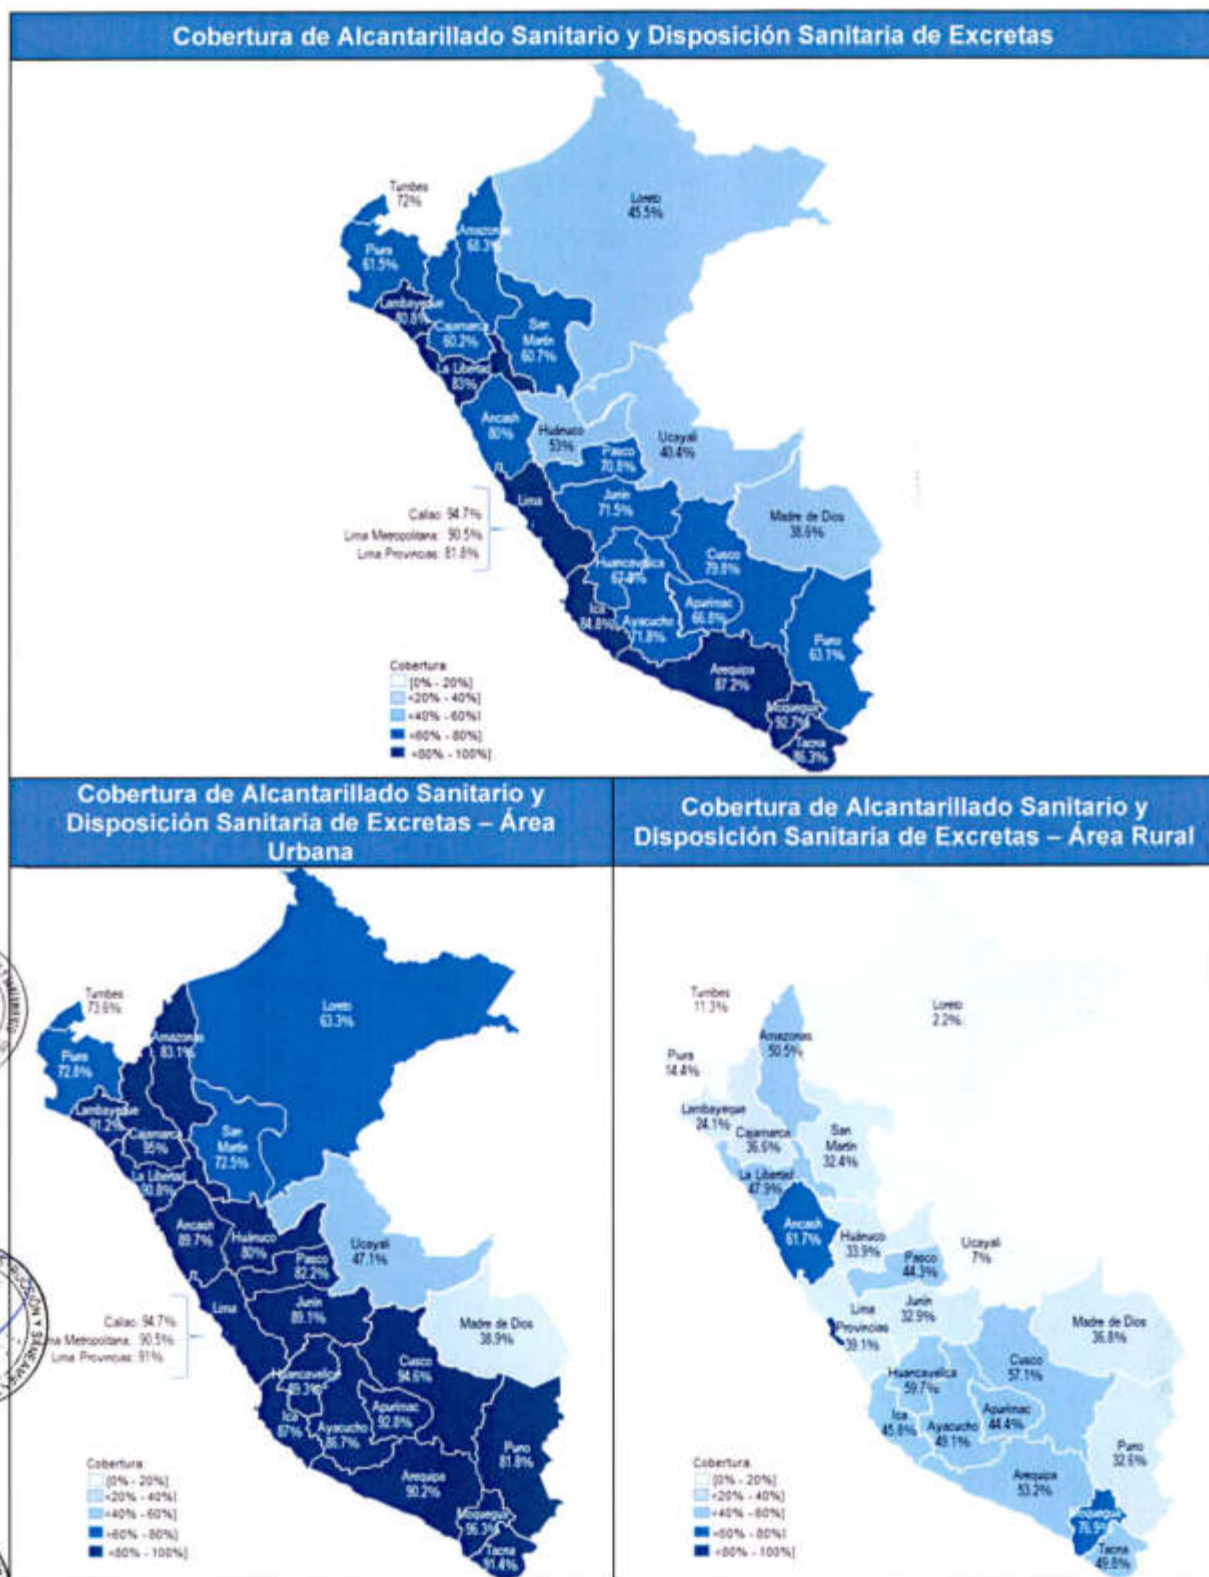 Cobertura de Alcantarillado Sanitario y Disposición Sanitaria de Excretas
Tumbes
72%
Loreto
45.5%
Amazonas
68.3%
Piura
61.5%
Lambayeque
80.8%
Cajamarca
60.2%
San
Martín
60.7%
La Libertad
83%
Ancash
80%
Huánuco
53%
Ucayali
40.4%
Pasco
70.8%
Lima
Junín
71.5%
Callao: 94.7%
Lima Metropolitana: 90.5%
Lima Provincias: 81.8%
Madre de Dios
38.6%
Huancavelica
Cusco
79.8%
Ica
84.8%
Apurímac
66.8%
Ayacucho
71.8%
Puno
63.1%
Arequipa
87.2%
Moquegua
92.7%
Tacna
86.3%
Cobertura
[0% - 20%]
<20% - 40%]
<40% - 60%]
<60% - 80%]
<80% - 100%]
Cobertura de Alcantarillado Sanitario y
Disposición Sanitaria de Excretas – Área
Urbana
Tumbes
73.6%
Loreto
63.3%
Amazonas
83.1%
Piura
72.8%
Lambayeque
91.2%
Cajamarca
95%
San
Martín
72.5%
La Libertad
90.8%
Ancash
89.7%
Huánuco
80%
Ucayali
47.1%
Pasco
82.2%
Lima
Junín
89.1%
Callao: 94.7%
Metropolitana: 90.5%
Lima Provincias: 91%
Madre de Dios
38.9%
Huancavelica
Cusco
94.6%
Ica
87%
Apurímac
92.8%
Ayacucho
86.7%
Puno
81.8%
Arequipa
90.2%
Moquegua
96.3%
Tacna
91.4%
Cobertura
[0% - 20%]
<20% - 40%]
<40% - 60%]
<60% - 80%]
<80% - 100%]
Cobertura de Alcantarillado Sanitario y
Disposición Sanitaria de Excretas – Área Rural
Tumbes
11.3%
Loreto
2.2%
Amazonas
50.5%
Piura
14.4%
Lambayeque
24.1%
Cajamarca
36.6%
San
Martín
32.4%
La Libertad
47.9%
Ancash
61.7%
Huánuco
33.9%
Ucayali
7%
Pasco
44.3%
Lima
Provincias
39.1%
Junín
32.9%
Madre de Dios
36.8%
Huancavelica
59.7%
Cusco
57.1%
Ica
45.8%
Apurímac
44.4%
Ayacucho
49.1%
Puno
32.6%
Arequipa
53.2%
Moquegua
76.9%
Tacna
49.8%
Cobertura
[0% - 20%]
<20% - 40%]
<40% - 60%]
<60% - 80%]
<80% - 100%]